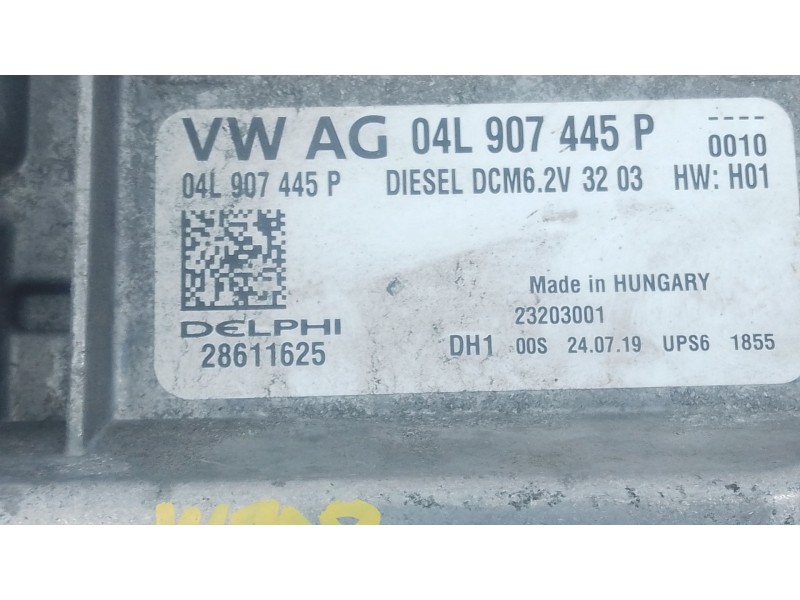 VW AG 04L 907 445 P ----
0010
04L 907 445 P DIESEL DCM6.2V 32 03 HW: H01
Made in HUNGARY
23203001
DELPHI
28611625 DH1 00S 24.07.19 UPS6 1855